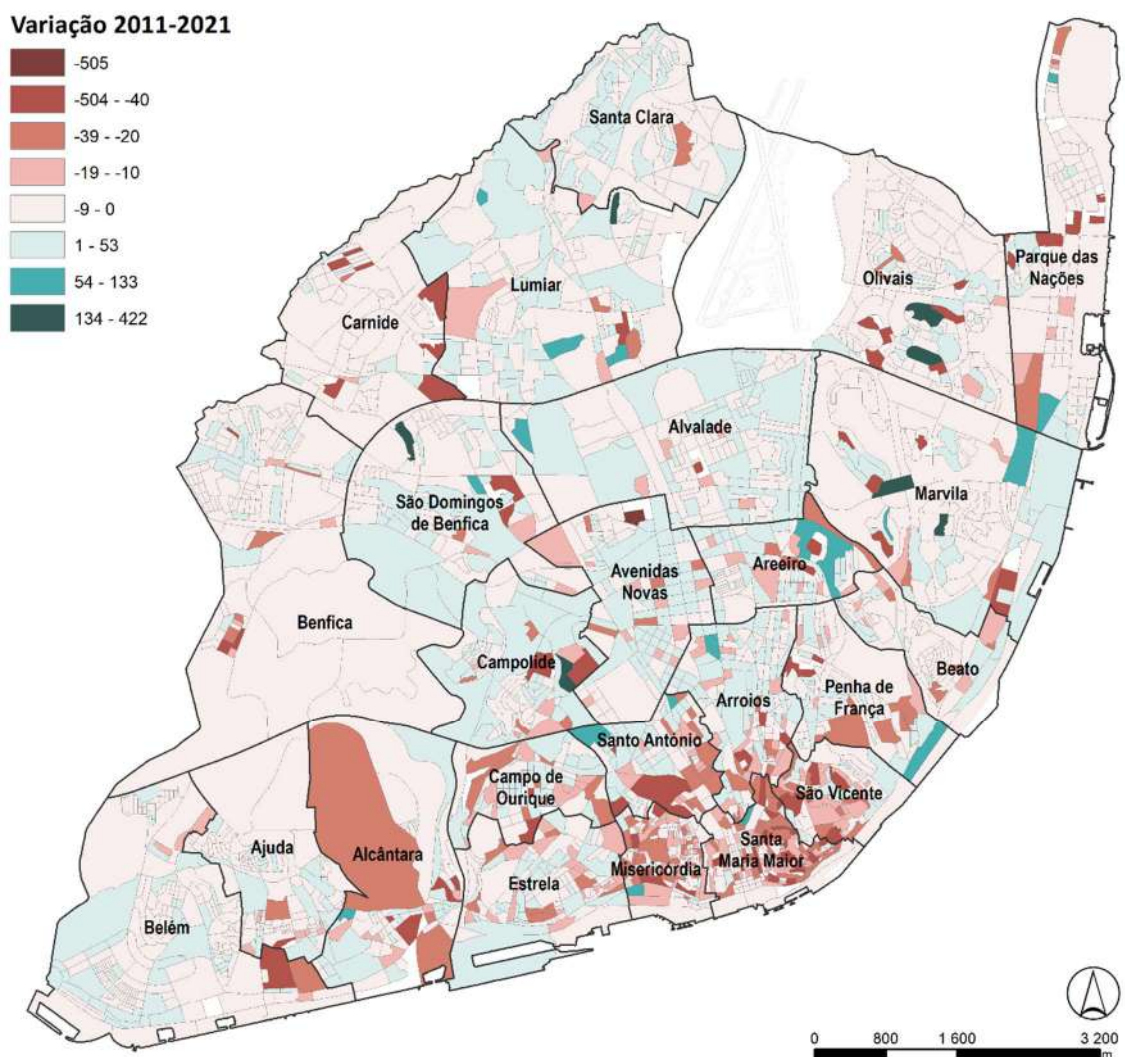 Variação 2011-2021
-505
-504 - -40
-39 - -20
-19 - -10
-9 - 0
1 - 53
54 - 133
134 - 422
Santa Clara
Lumiar
Carnide
Olivais
Parque das
Nações
Alvalade
Marvila
São Domingos
de Benfica
Avenidas
Novas
Areeiro
Benfica
Campolide
Beato
Penha de
França
Arroios
Santo António
Campo de
Ourique
São Vicente
Ajuda
Alcântara
Santa
Maria Maior
Misericórdia
Estrela
Belém
0 800 1 600 3 200
m